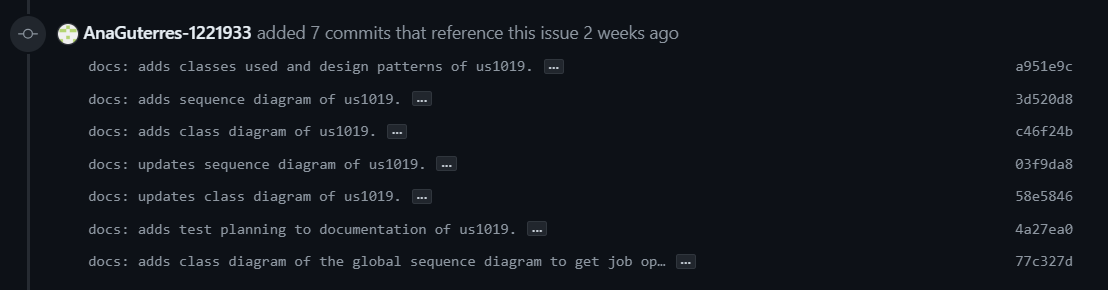 AnaGuterres-1221933 added 7 commits that reference this issue 2 weeks ago
docs: adds classes used and design patterns of us1019. … a951e9c
docs: adds sequence diagram of us1019. … 3d520d8
docs: adds class diagram of us1019. … c46f24b
docs: updates sequence diagram of us1019. … 03f9da8
docs: updates class diagram of us1019. … 58e5846
docs: adds test planning to documentation of us1019. … 4a27ea0
docs: adds class diagram of the global sequence diagram to get job op… … 77c327d